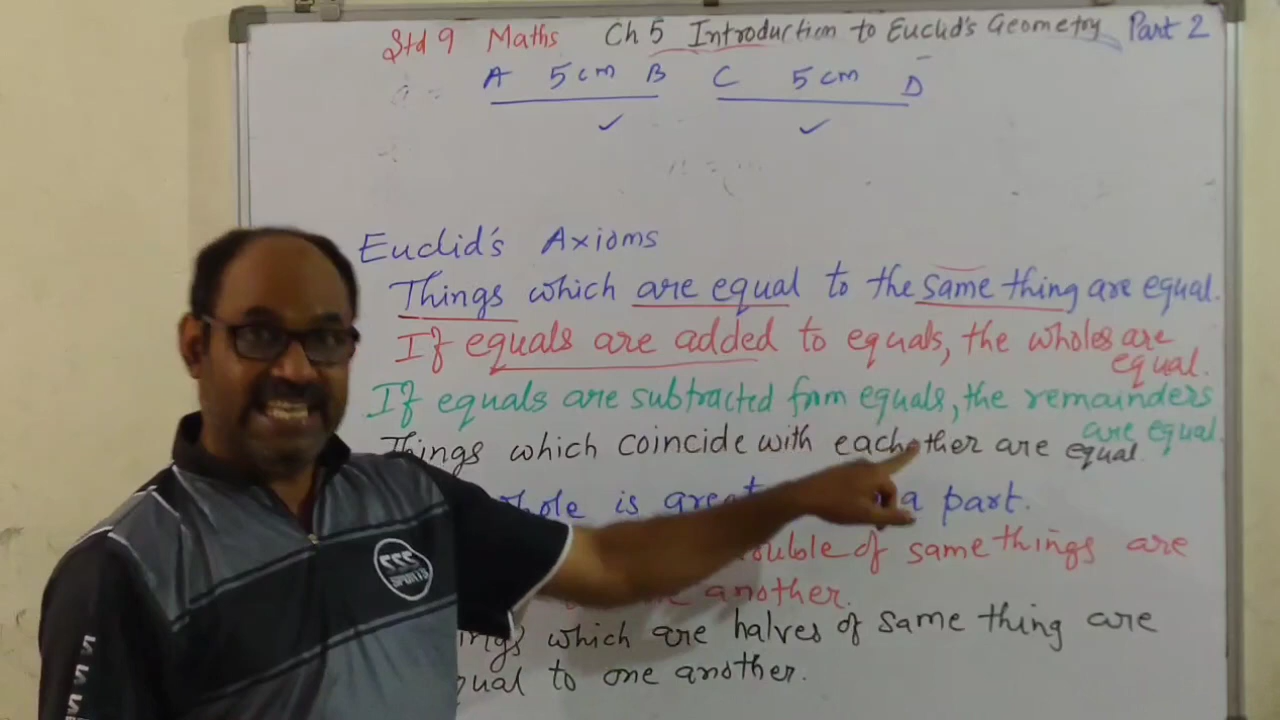 Std 9 Maths Ch 5 Introduction to Euclid's Geometry Part 2
A 5 cm B C 5 cm D
Euclid's Axioms
Things which are equal to the same thing are equal.
If equals are added to equals, the wholes are
equal.
If equals are subtracted from equals, the remainders
are equal.
Things which coincide with each other are equal.
is a part.
of same things are
another.
which are halves of same thing are
to one another.
SPORTS